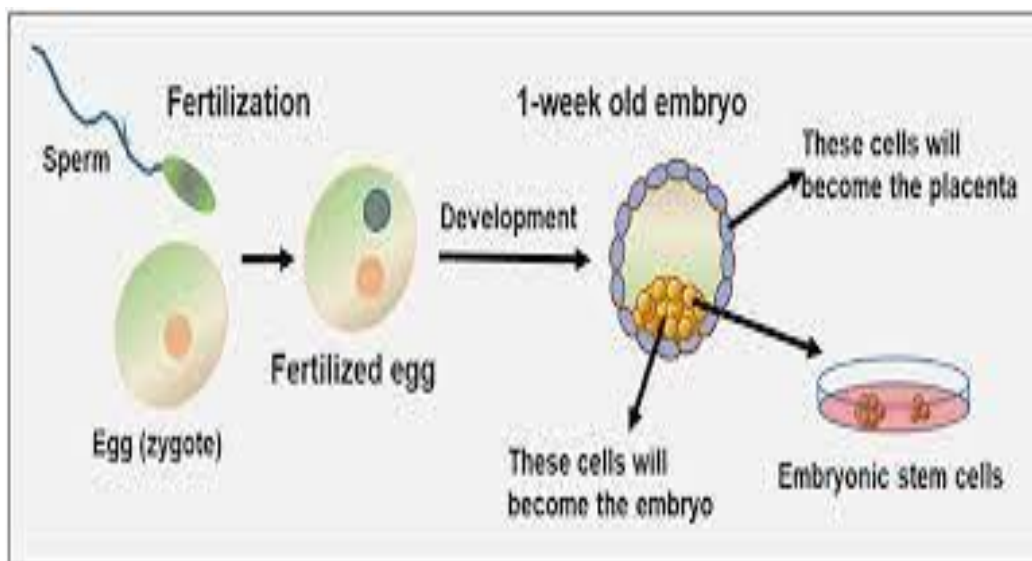 Fertilization
1-week old embryo
Sperm
These cells will
become the placenta
Development
Fertilized egg
Egg (zygote)
These cells will
become the embryo
Embryonic stem cells